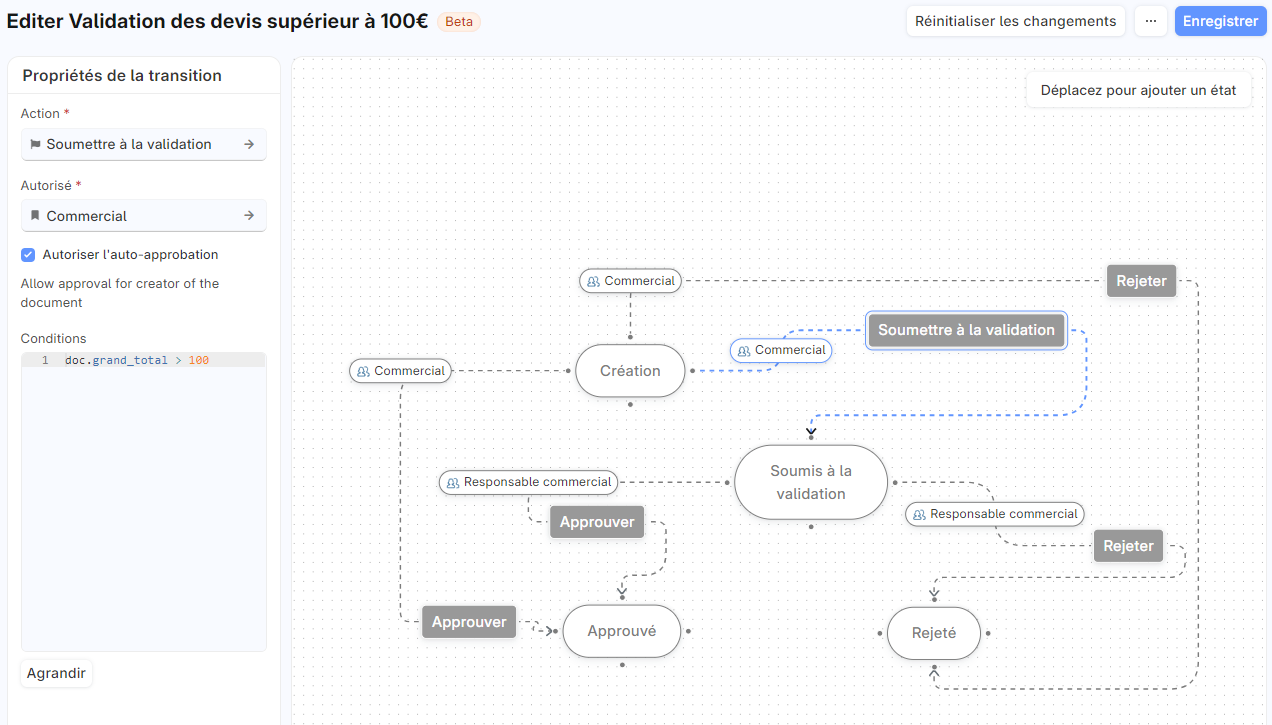 Editer Validation des devis supérieur à 100€ Beta
Réinitialiser les changements
···
Enregistrer
Propriétés de la transition
Action *
Soumettre à la validation
Autorisé *
Commercial
Autoriser l'auto-approbation
Allow approval for creator of the
document
Conditions
1 doc.grand_total > 100
Agrandir
Déplacez pour ajouter un état
Commercial
Rejeter
Soumettre à la validation
Commercial
Commercial
Création
Soumis à la
validation
Responsable commercial
Responsable commercial
Approuver
Rejeter
Approuver
Approuvé
Rejeté